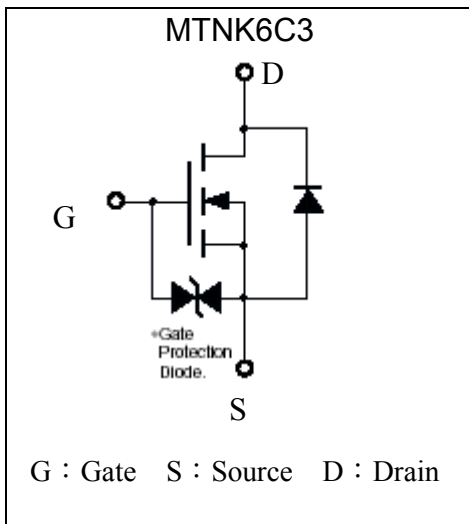 MTNK6C3
D
G
*Gate
Protection
Diode.
S
G：Gate S：Source D：Drain